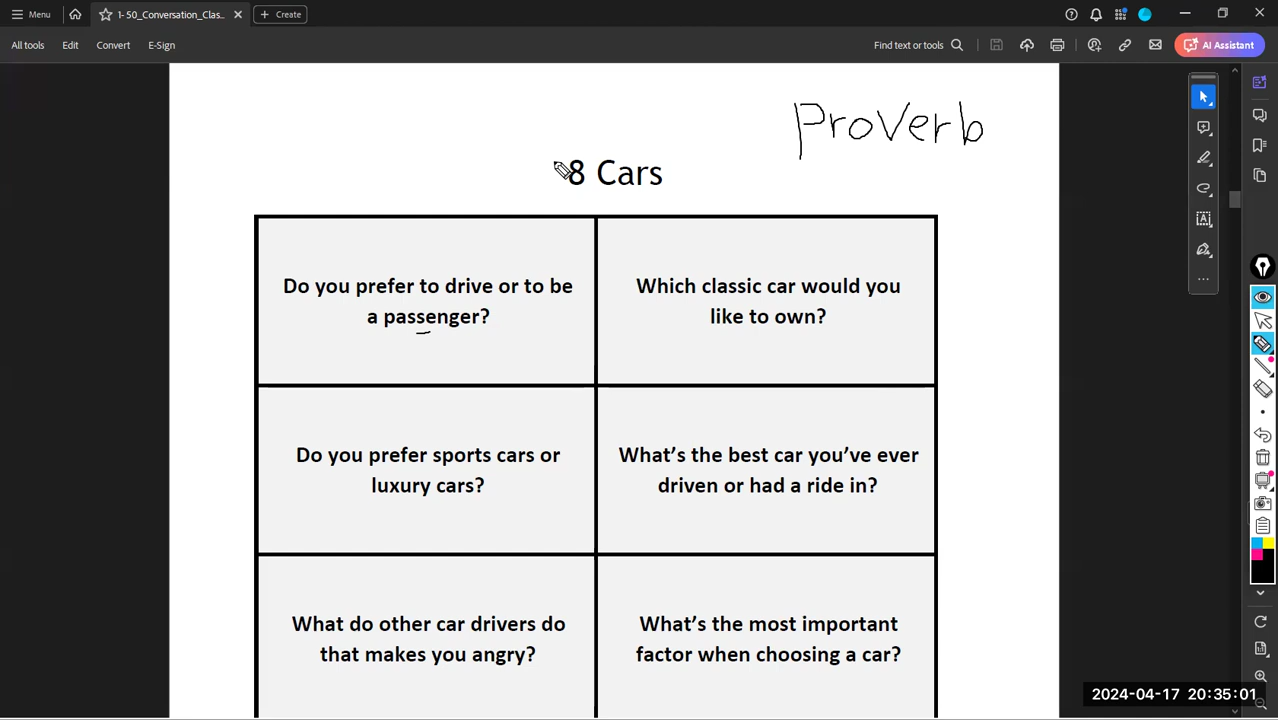 Menu
1- 50_Conversation_Clas...
Create
All tools
Edit
Convert
E-Sign
Find text or tools
AI Assistant
Proverb
8 Cars
Do you prefer to drive or to be
a passenger?
Which classic car would you
like to own?
Do you prefer sports cars or
luxury cars?
What's the best car you've ever
driven or had a ride in?
What do other car drivers do
that makes you angry?
What's the most important
factor when choosing a car?
2024-04-17 20:35:01